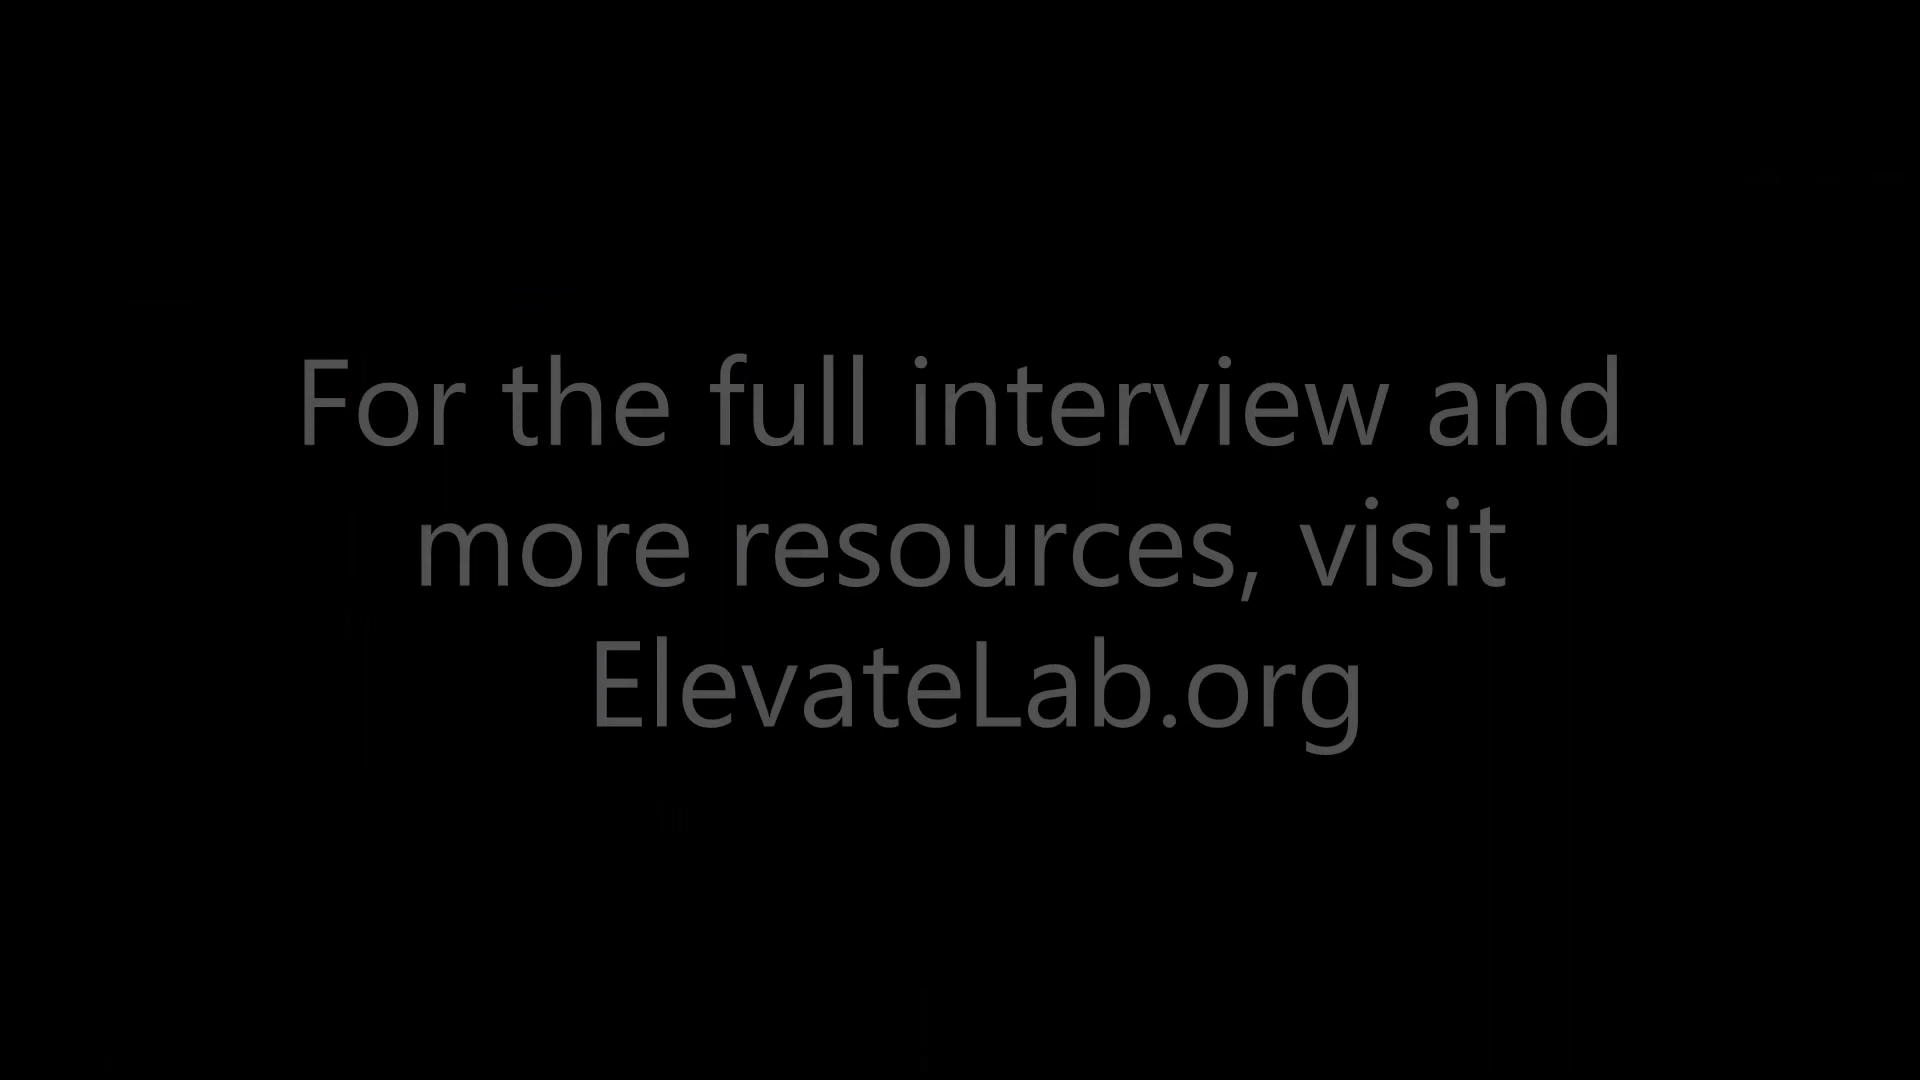 For the full interview and
more resources, visit
ElevateLab.org